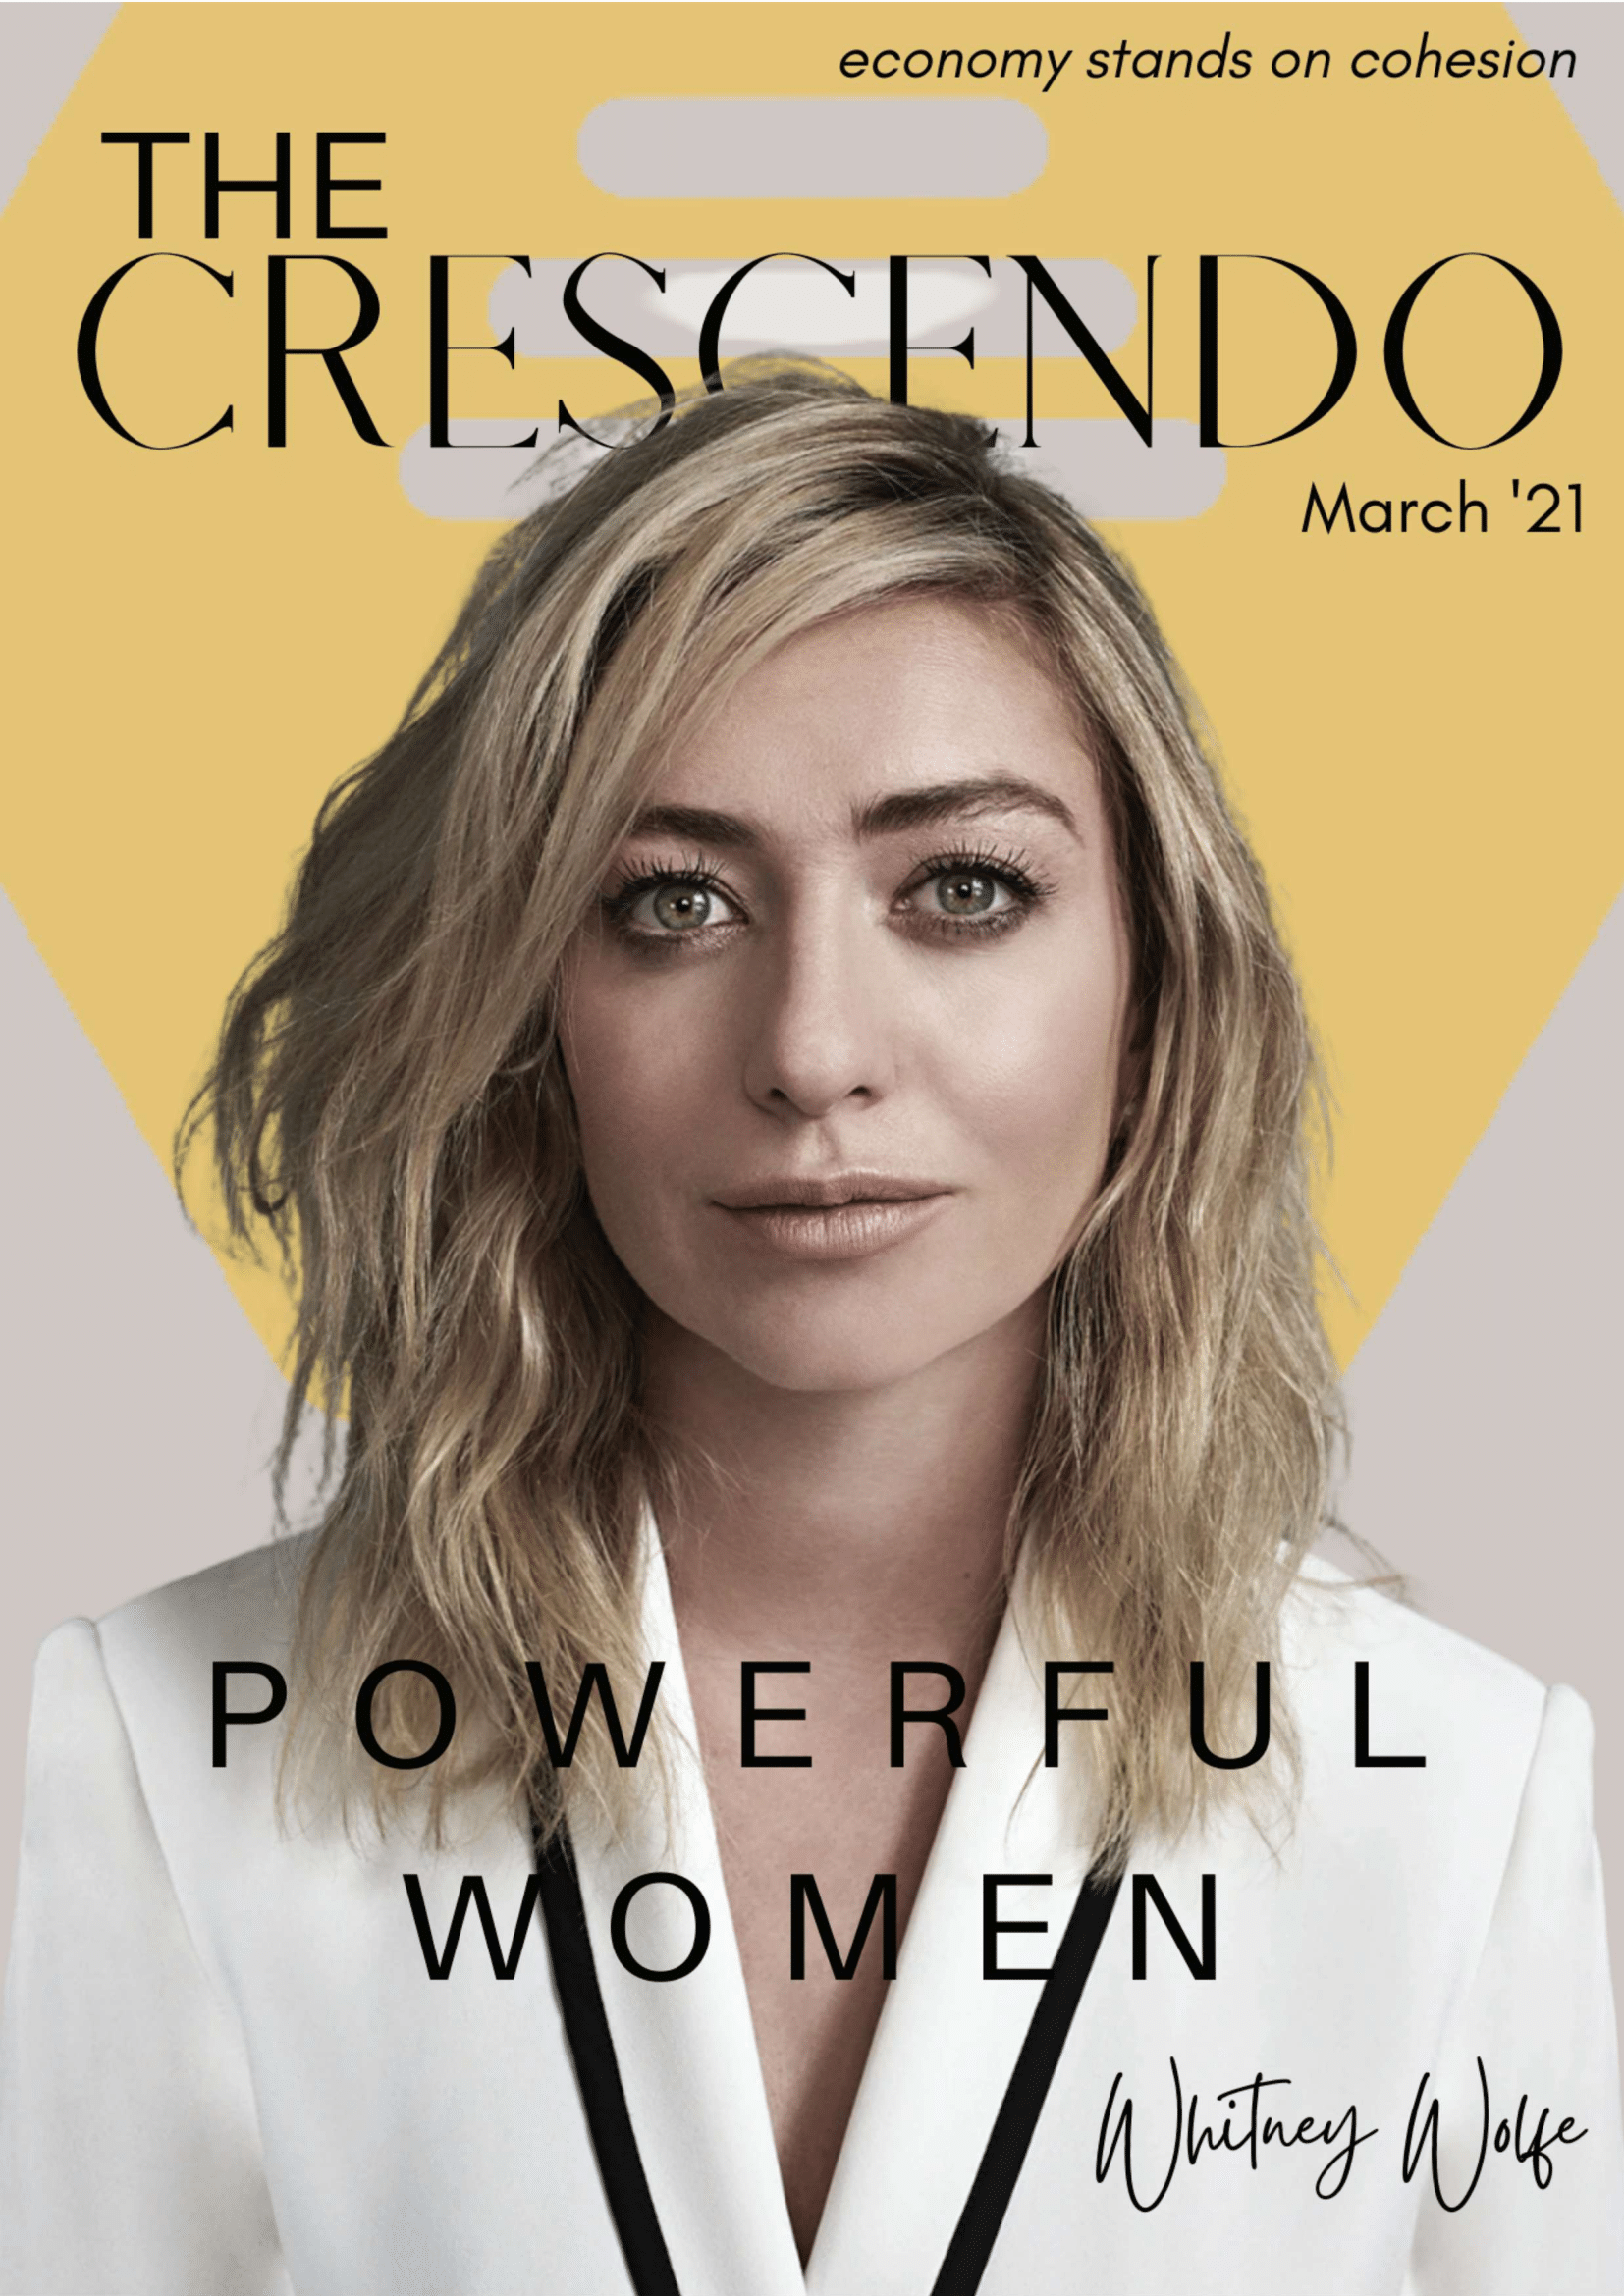 economy stands on cohesion
THE
CRESCENDO
March '21
POWERFUL
WOMEN
Whitney Wolfe